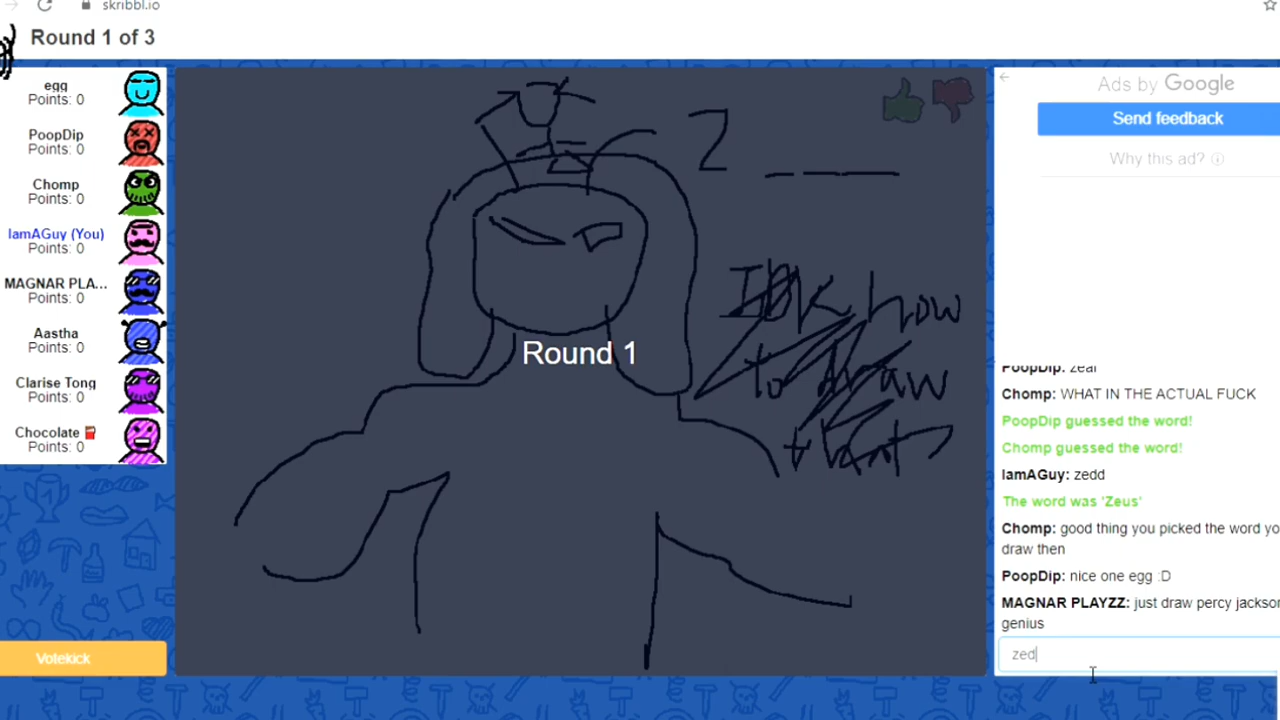 skribbl.io
Round 1 of 3
egg
Points: 0
PoopDip
Points: 0
Chomp
Points: 0
IamAGuy (You)
Points: 0
MAGNAR PLA...
Points: 0
Aastha
Points: 0
Clarise Tong
Points: 0
Chocolate
Points: 0
Votekick
Z _ _ _
IDK how
to draw
that
Round 1
Ads by Google
Send feedback
Why this ad?
PoopDip: zeal
Chomp: WHAT IN THE ACTUAL FUCK
PoopDip guessed the word!
Chomp guessed the word!
IamAGuy: zedd
The word was 'Zeus'
Chomp: good thing you picked the word yo
draw then
PoopDip: nice one egg :D
MAGNAR PLAYZZ: just draw percy jackson
genius
zed